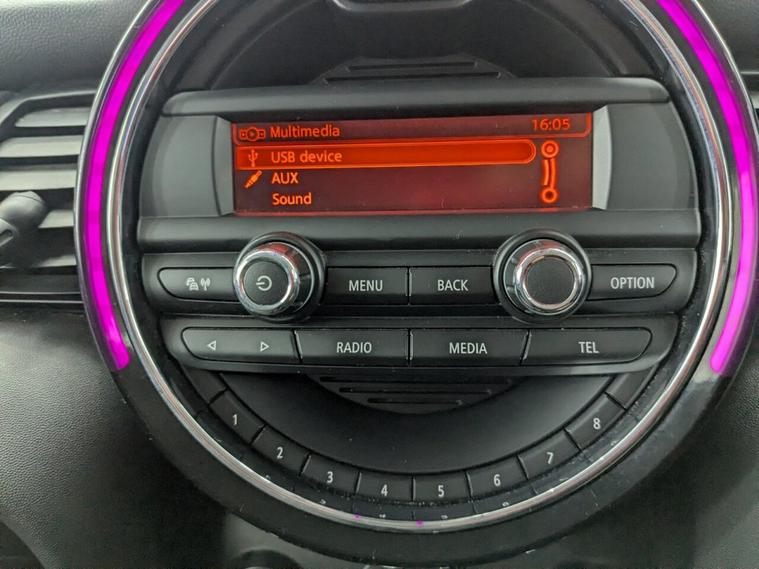 Multimedia 16:05
USB device
AUX
Sound
MENU BACK OPTION
RADIO MEDIA TEL
1 2 3 4 5 6 7 8